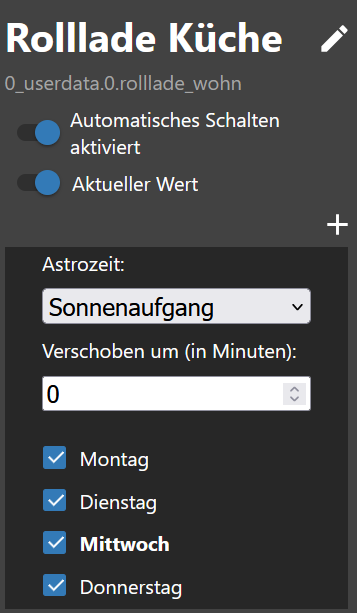 Rolllade Küche
0_userdata.0.rolllade_wohn
Automatisches Schalten
aktiviert
Aktueller Wert
Astrozeit:
Sonnenaufgang
Verschoben um (in Minuten):
0
Montag
Dienstag
Mittwoch
Donnerstag